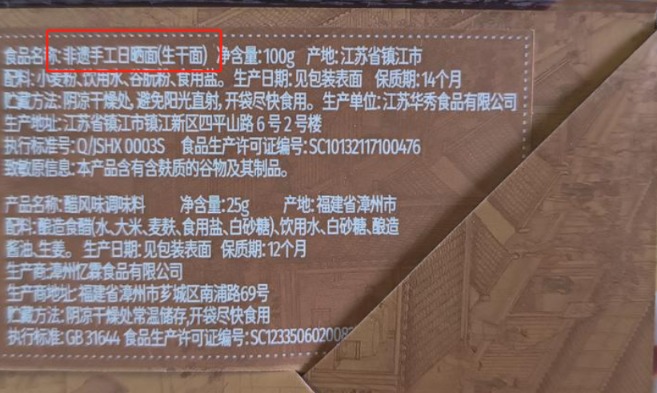 食品名称:非遗手工日晒面(生干面) 净含量:100g 产地:江苏省镇江市
配料:小麦粉、饮用水、谷朊粉、食用盐。生产日期:见包装表面 保质期:14个月
贮藏方法:阴凉干燥处,避免阳光直射,开袋尽快食用。生产单位:江苏华秀食品有限公司
生产地址:江苏省镇江市镇江新区四平山路6号2号楼
执行标准号:Q/JSHX 0003S 食品生产许可证编号:SC10132117100476
致敏原信息:本产品含有含麸质的谷物及其制品。
产品名称:醋风味调味料 净含量:25g 产地:福建省漳州市
配料:酿造食醋(水、大米、麦麸、食用盐、白砂糖)、饮用水、白砂糖、酿造
酱油、生姜。生产日期:见包装表面 保质期:12个月
生产商:漳州忆霖食品有限公司
生产商地址:福建省漳州市芗城区南浦路69号
贮藏方法:阴凉干燥处常温储存,开袋尽快食用
执行标准:GB 31644 食品生产许可证编号:SC1233506020082